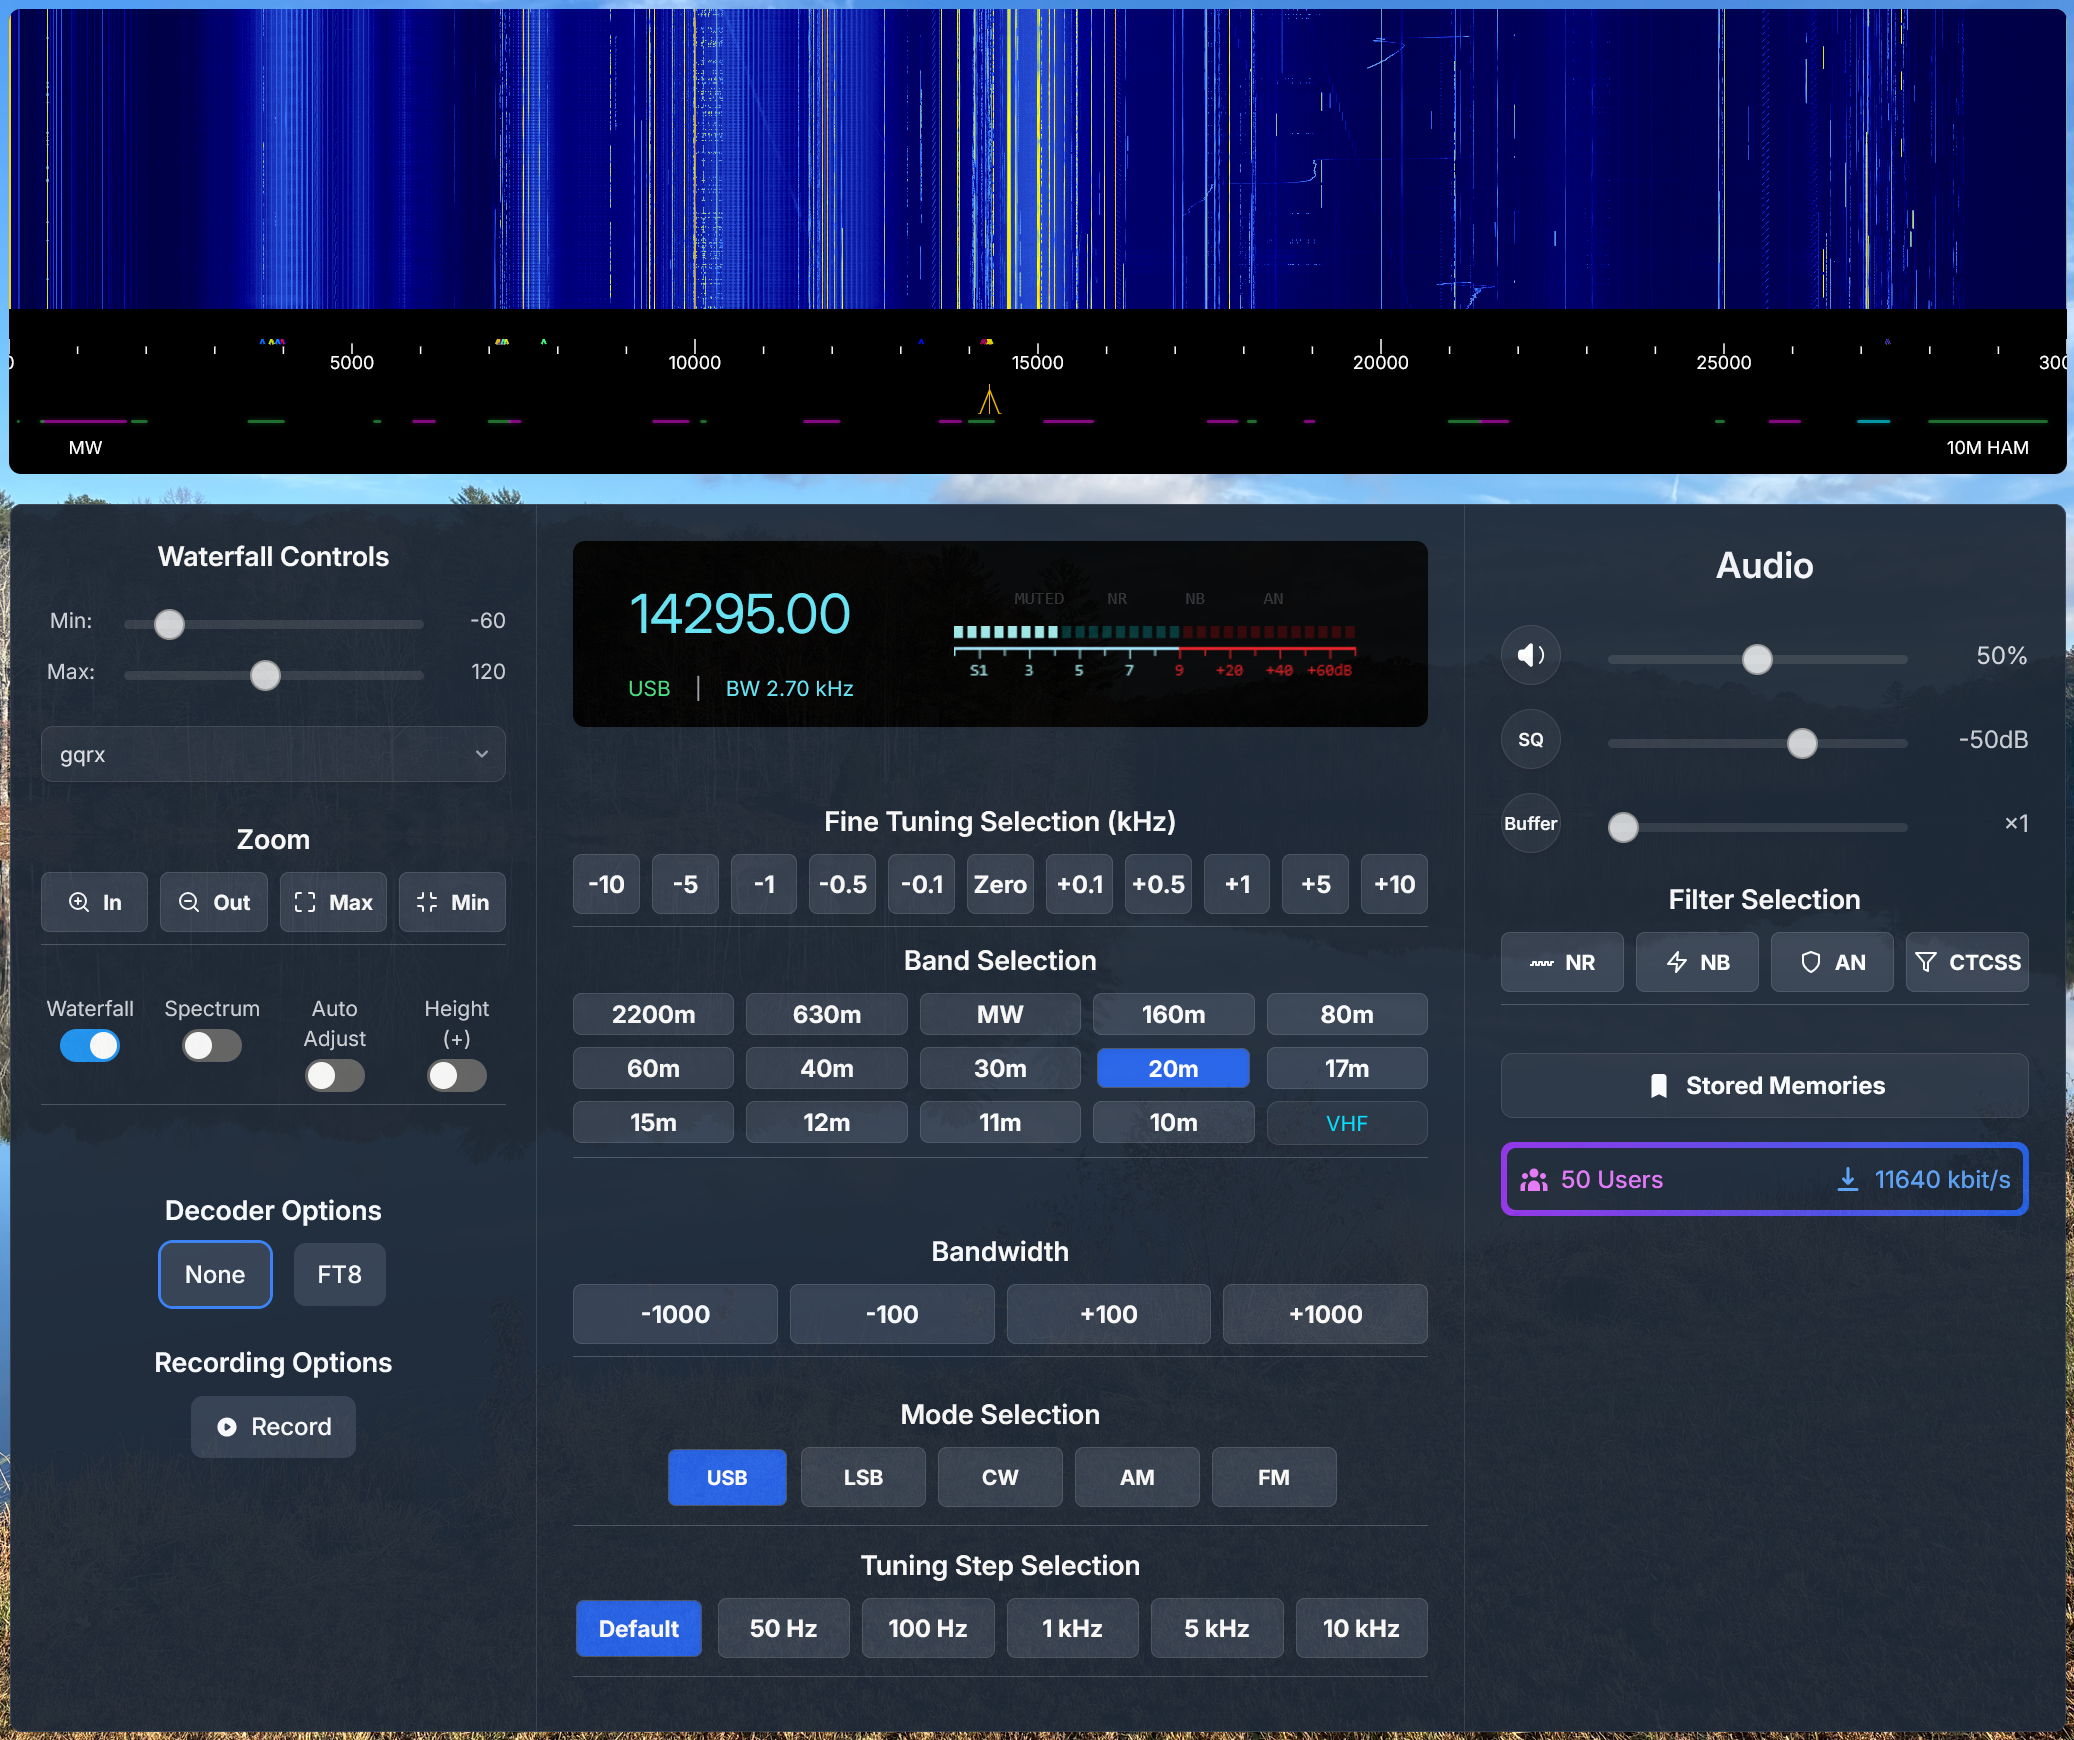 0 5000 10000 15000 20000 25000 300
MW 10M HAM
Waterfall Controls
Min: -60
Max: 120
gqrx
Zoom
In Out Max Min
Waterfall Spectrum Auto Adjust Height (+)
Decoder Options
None FT8
Recording Options
Record
14295.00
USB | BW 2.70 kHz
MUTED NR NB AN
S1 3 5 7 9 +20 +40 +60dB
Fine Tuning Selection (kHz)
-10 -5 -1 -0.5 -0.1 Zero +0.1 +0.5 +1 +5 +10
Band Selection
2200m 630m MW 160m 80m
60m 40m 30m 20m 17m
15m 12m 11m 10m VHF
Bandwidth
-1000 -100 +100 +1000
Mode Selection
USB LSB CW AM FM
Tuning Step Selection
Default 50 Hz 100 Hz 1 kHz 5 kHz 10 kHz
Audio
50%
SQ -50dB
Buffer ×1
Filter Selection
NR NB AN CTCSS
Stored Memories
50 Users 11640 kbit/s